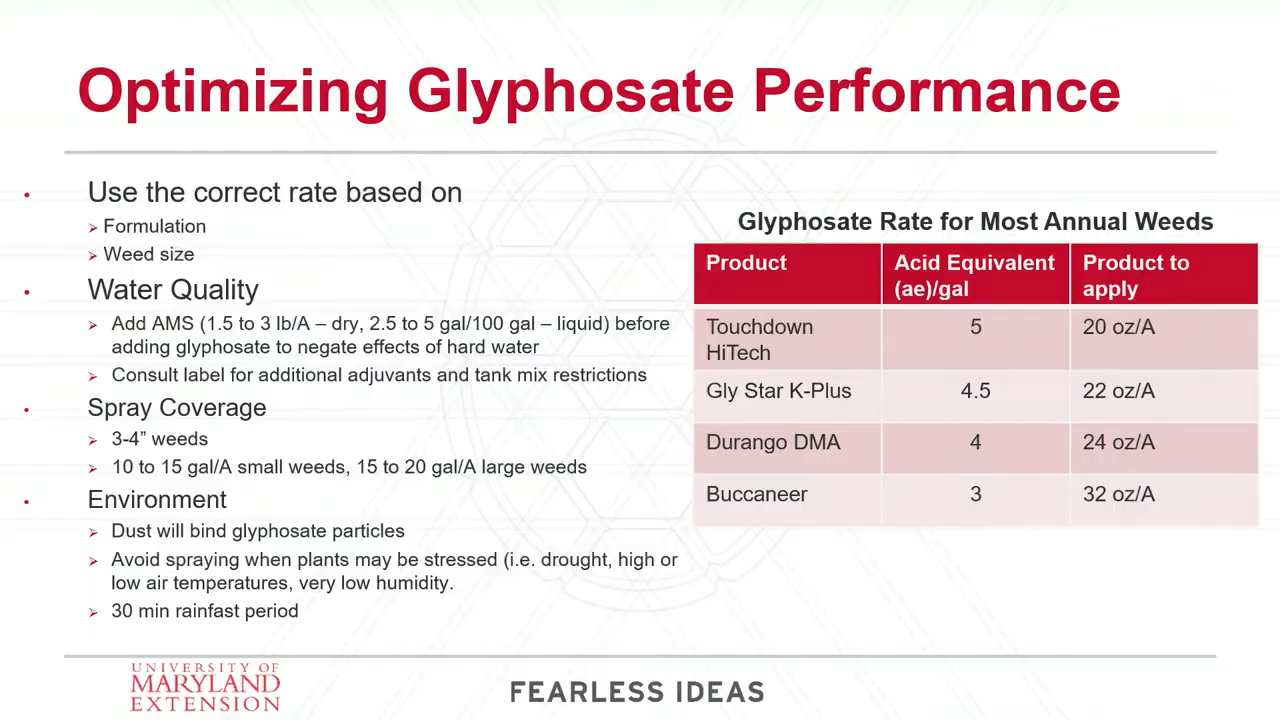 Optimizing Glyphosate Performance
• Use the correct rate based on
➢ Formulation
➢ Weed size
• Water Quality
➢ Add AMS (1.5 to 3 lb/A – dry, 2.5 to 5 gal/100 gal – liquid) before
adding glyphosate to negate effects of hard water
➢ Consult label for additional adjuvants and tank mix restrictions
• Spray Coverage
➢ 3-4” weeds
➢ 10 to 15 gal/A small weeds, 15 to 20 gal/A large weeds
• Environment
➢ Dust will bind glyphosate particles
➢ Avoid spraying when plants may be stressed (i.e. drought, high or
low air temperatures, very low humidity.
➢ 30 min rainfast period
Glyphosate Rate for Most Annual Weeds
Product Acid Equivalent Product to
(ae)/gal apply
Touchdown 5 20 oz/A
HiTech
Gly Star K-Plus 4.5 22 oz/A
Durango DMA 4 24 oz/A
Buccaneer 3 32 oz/A
UNIVERSITY OF
MARYLAND
EXTENSION
FEARLESS IDEAS